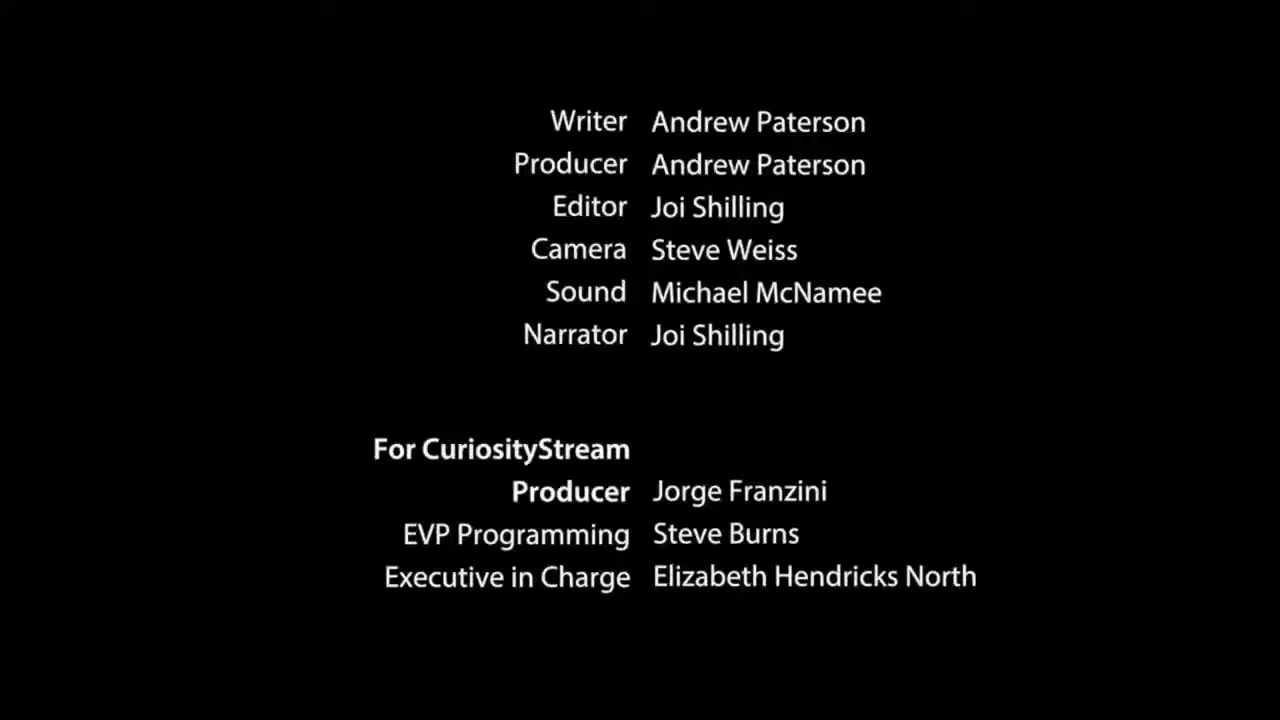 Writer Andrew Paterson
Producer Andrew Paterson
Editor Joi Shilling
Camera Steve Weiss
Sound Michael McNamee
Narrator Joi Shilling
For CuriosityStream
Producer Jorge Franzini
EVP Programming Steve Burns
Executive in Charge Elizabeth Hendricks North